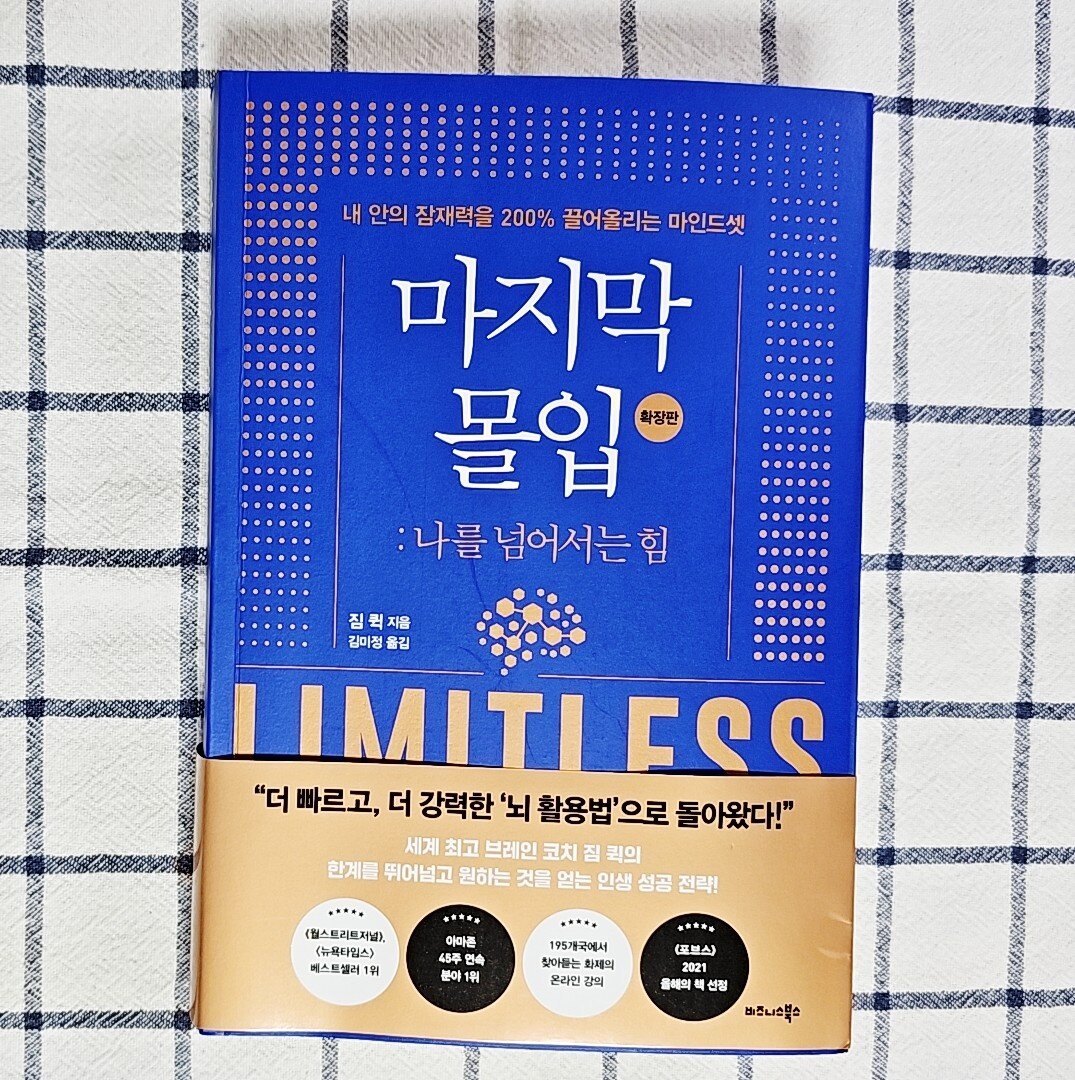 내 안의 잠재력을 200% 끌어올리는 마인드셋
마지막
몰입
확장판
: 나를 넘어서는 힘
짐 퀵 지음
김미정 옮김
LIMITLESS
“더 빠르고, 더 강력한 ‘뇌 활용법’으로 돌아왔다!”
세계 최고 브레인 코치 짐 퀵의
한계를 뛰어넘고 원하는 것을 얻는 인생 성공 전략!
★★★★★
《월스트리트저널》,
〈뉴욕타임스〉
베스트셀러 1위
★★★★★
아마존
45주 연속
분야 1위
★★★★★
195개국에서
찾아듣는 화제의
온라인 강의
★★★★★
《포브스》
2021
올해의 책 선정
비즈니스북스